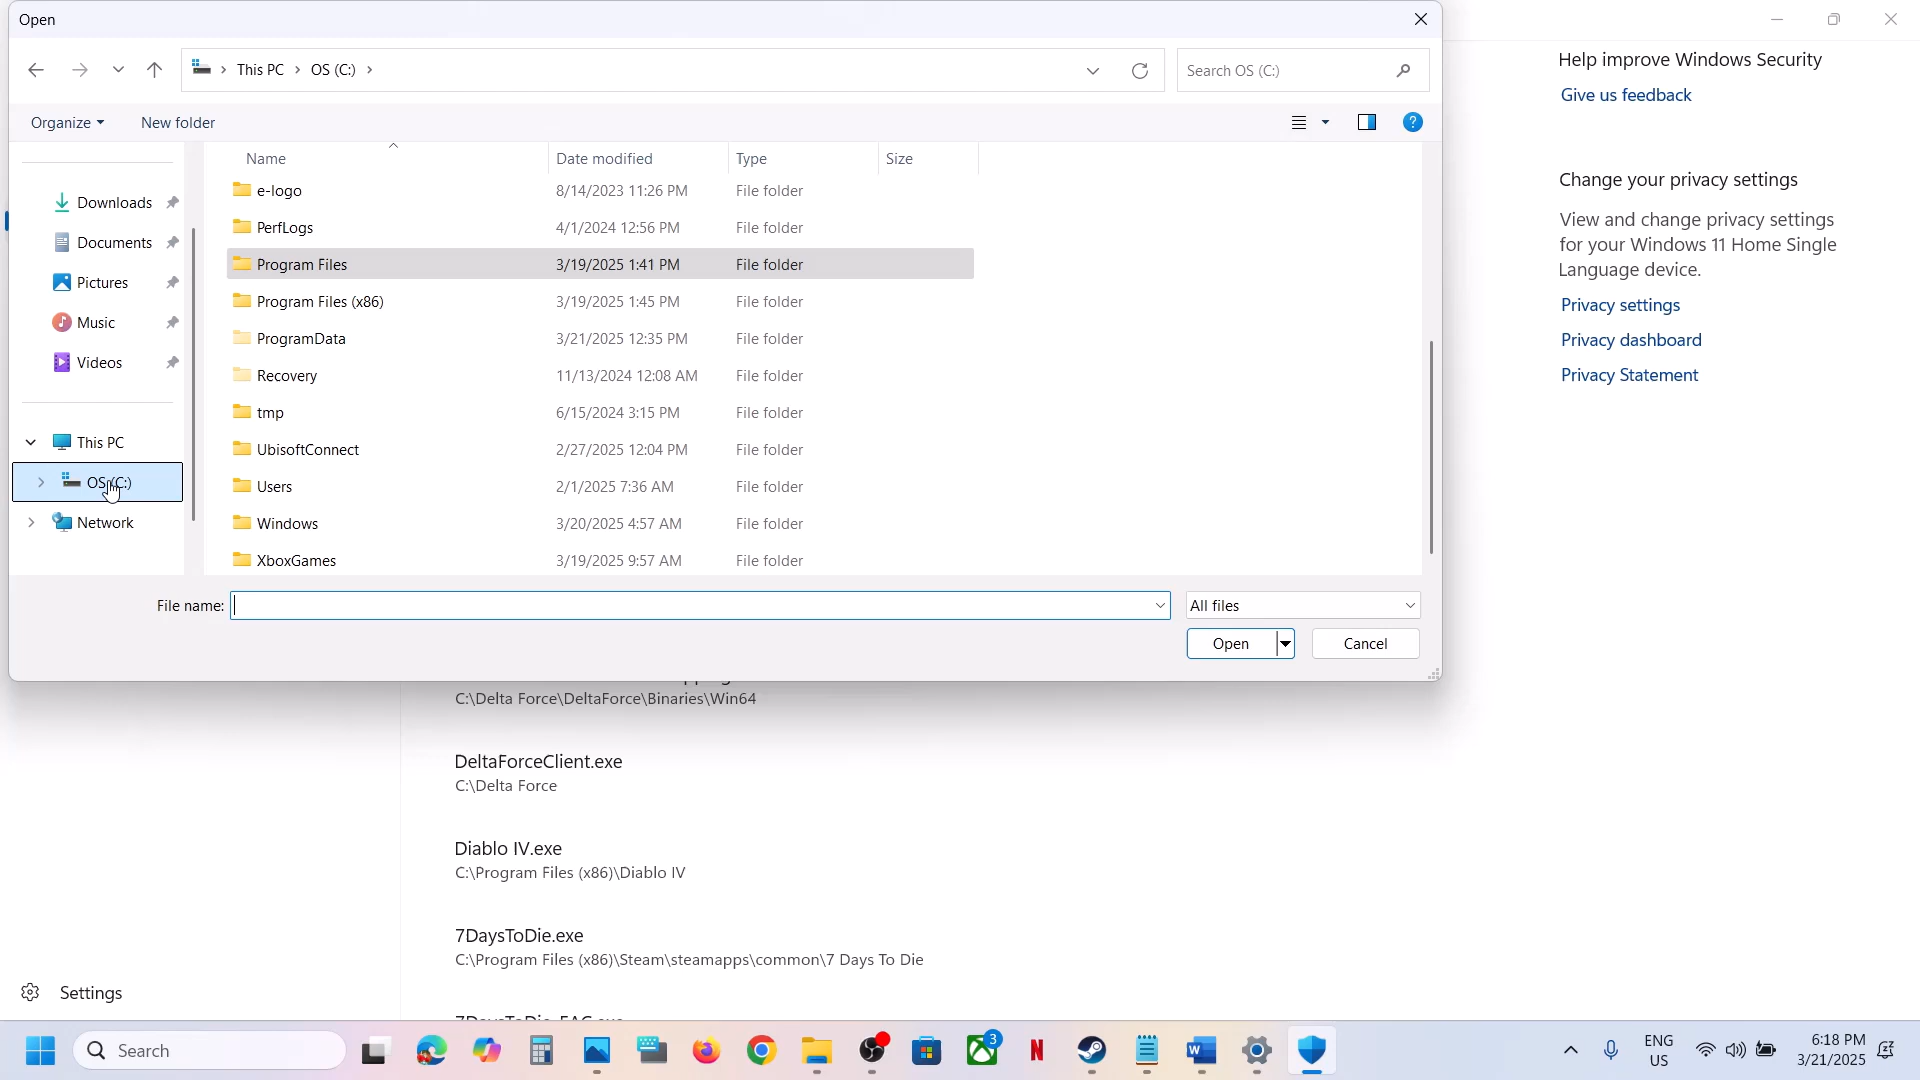 Open
This PC
OS (C:)
Search OS (C:)
Organize
New folder
Name
Date modified
Type
Size
e-logo
8/14/2023 11:26 PM
File folder
PerfLogs
4/1/2024 12:56 PM
File folder
Program Files
3/19/2025 1:41 PM
File folder
Program Files (x86)
3/19/2025 1:45 PM
File folder
ProgramData
3/21/2025 12:35 PM
File folder
Recovery
11/13/2024 12:08 AM
File folder
tmp
6/15/2024 3:15 PM
File folder
UbisoftConnect
2/27/2025 12:04 PM
File folder
Users
2/1/2025 7:36 AM
File folder
Windows
3/20/2025 4:57 AM
File folder
XboxGames
3/19/2025 9:57 AM
File folder
Downloads
Documents
Pictures
Music
Videos
This PC
OS (C:)
Network
File name:
All files
Open
Cancel
Help improve Windows Security
Give us feedback
Change your privacy settings
View and change privacy settings
for your Windows 11 Home Single
Language device.
Privacy settings
Privacy dashboard
Privacy Statement
C:\Delta Force\DeltaForce\Binaries\Win64
DeltaForceClient.exe
C:\Delta Force
Diablo IV.exe
C:\Program Files (x86)\Diablo IV
7DaysToDie.exe
C:\Program Files (x86)\Steam\steamapps\common\7 Days To Die
Settings
Search
3
ENG
US
6:18 PM
3/21/2025